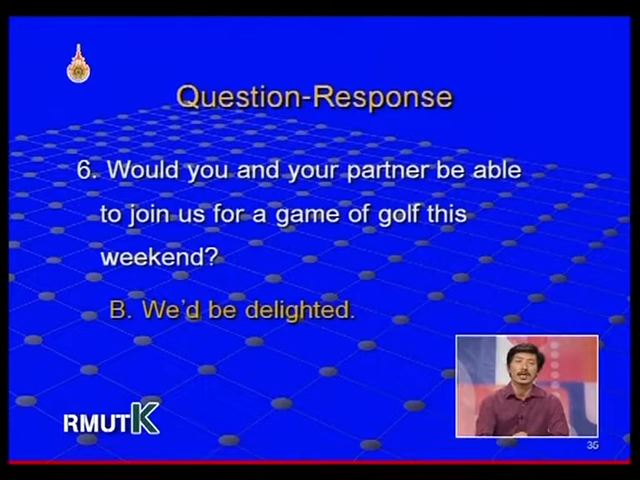 Question-Response
6. Would you and your partner be able
to join us for a game of golf this
weekend?
B. We'd be delighted.
RMUTK
35